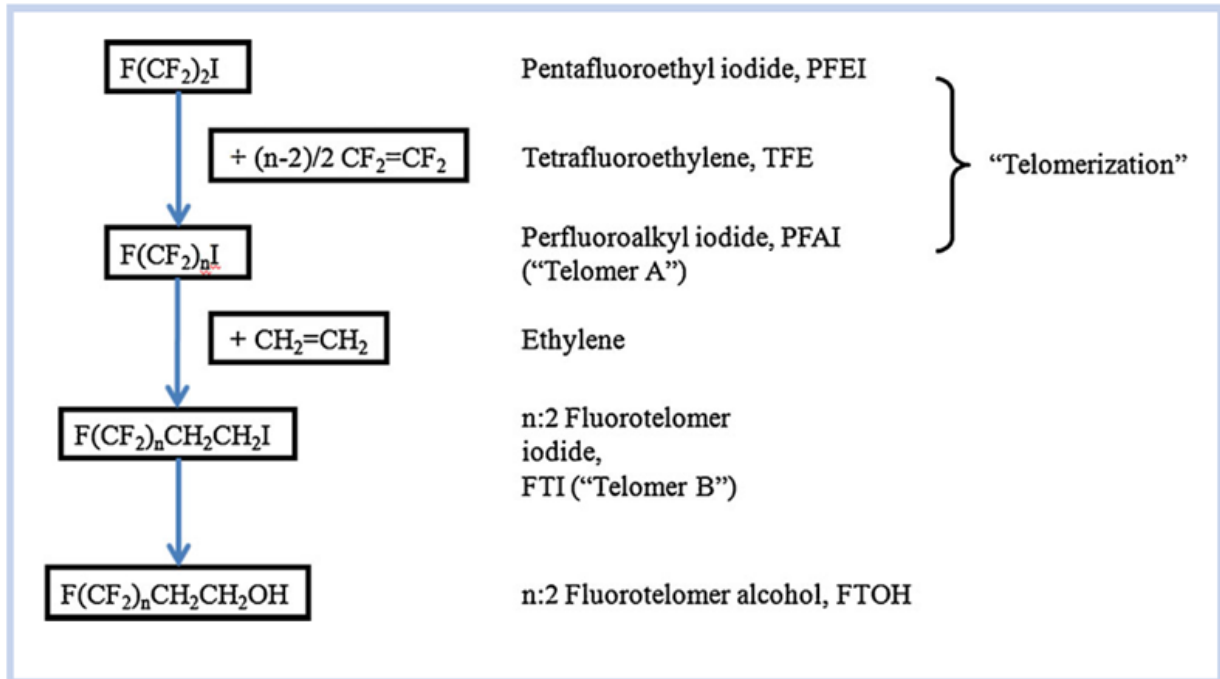 F(CF₂)₂I
Pentafluoroethyl iodide, PFEI
+ (n-2)/2 CF₂=CF₂
Tetrafluoroethylene, TFE
“Telomerization”
F(CF₂)ₙI
Perfluoroalkyl iodide, PFAI
(“Telomer A”)
+ CH₂=CH₂
Ethylene
F(CF₂)ₙCH₂CH₂I
n:2 Fluorotelomer
iodide,
FTI (“Telomer B”)
F(CF₂)ₙCH₂CH₂OH
n:2 Fluorotelomer alcohol, FTOH